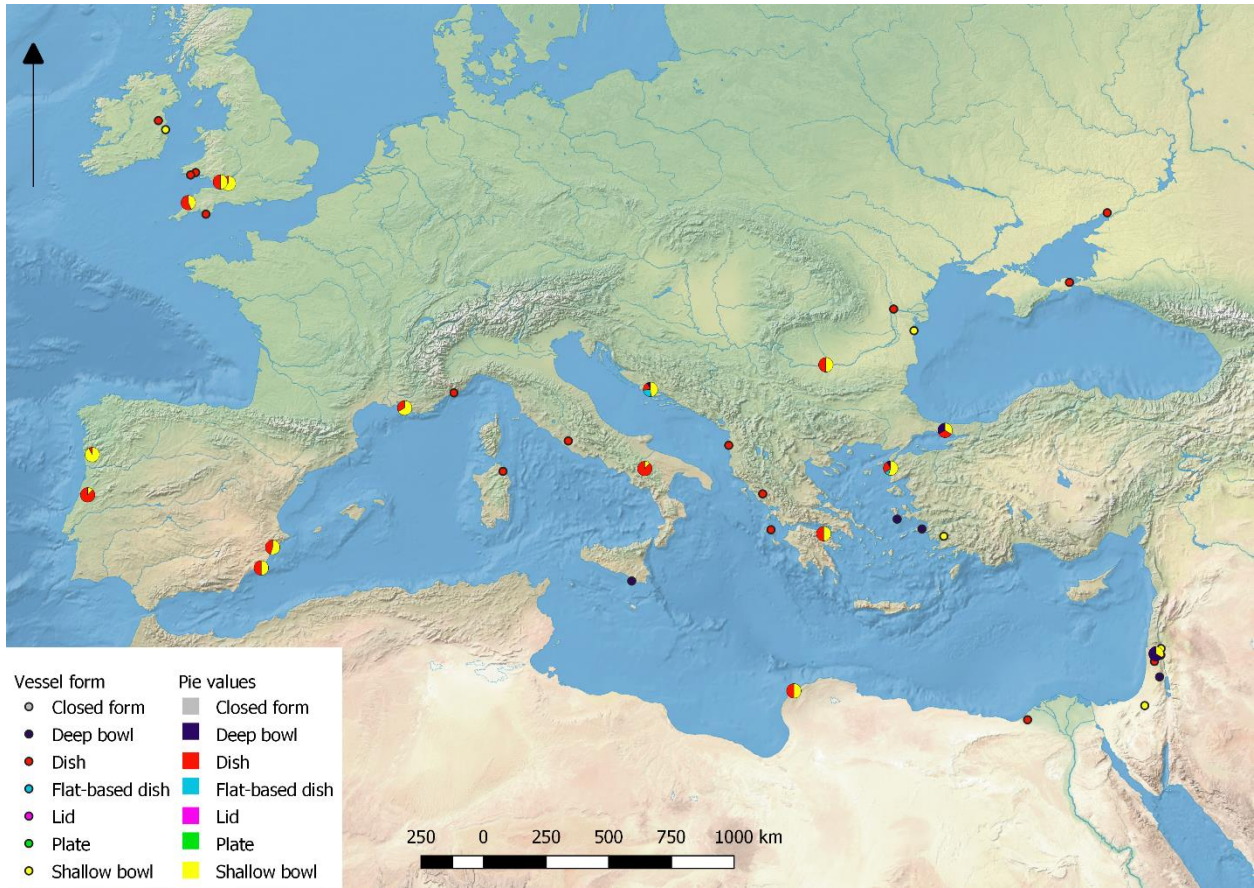 Vessel form
Closed form
Deep bowl
Dish
Flat-based dish
Lid
Plate
Shallow bowl
Pie values
Closed form
Deep bowl
Dish
Flat-based dish
Lid
Plate
Shallow bowl
250 0 250 500 750 1000 km